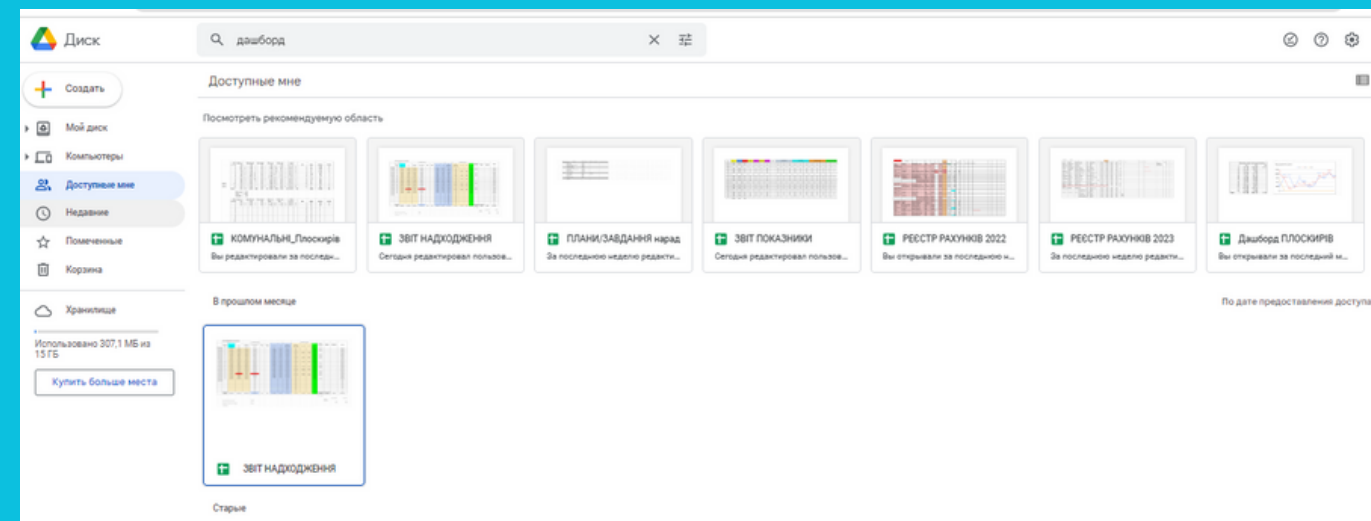 Диск
дашборд
Создать
Мой диск
Компьютеры
Доступные мне
Недавние
Помеченные
Корзина
Хранилище
Использовано 307,1 МБ из
15 ГБ
Купить больше места
Доступные мне
Посмотреть рекомендуемую область
КОМУНАЛЬНІ_Плоскирів
Вы редактировали за последн...
ЗВІТ НАДХОДЖЕННЯ
Сегодня редактировал пользов...
ПЛАНИ/ЗАВДАННЯ нарад
За последнюю неделю редакти...
ЗВІТ ПОКАЗНИКИ
Сегодня редактировал пользов...
РЕЄСТР РАХУНКІВ 2022
Вы открывали за последнюю н...
РЕЄСТР РАХУНКІВ 2023
За последнюю неделю редакти...
Дашборд ПЛОСКИРІВ
Вы открывали за последний м...
В прошлом месяце
По дате предоставления доступа
ЗВІТ НАДХОДЖЕННЯ
Старые